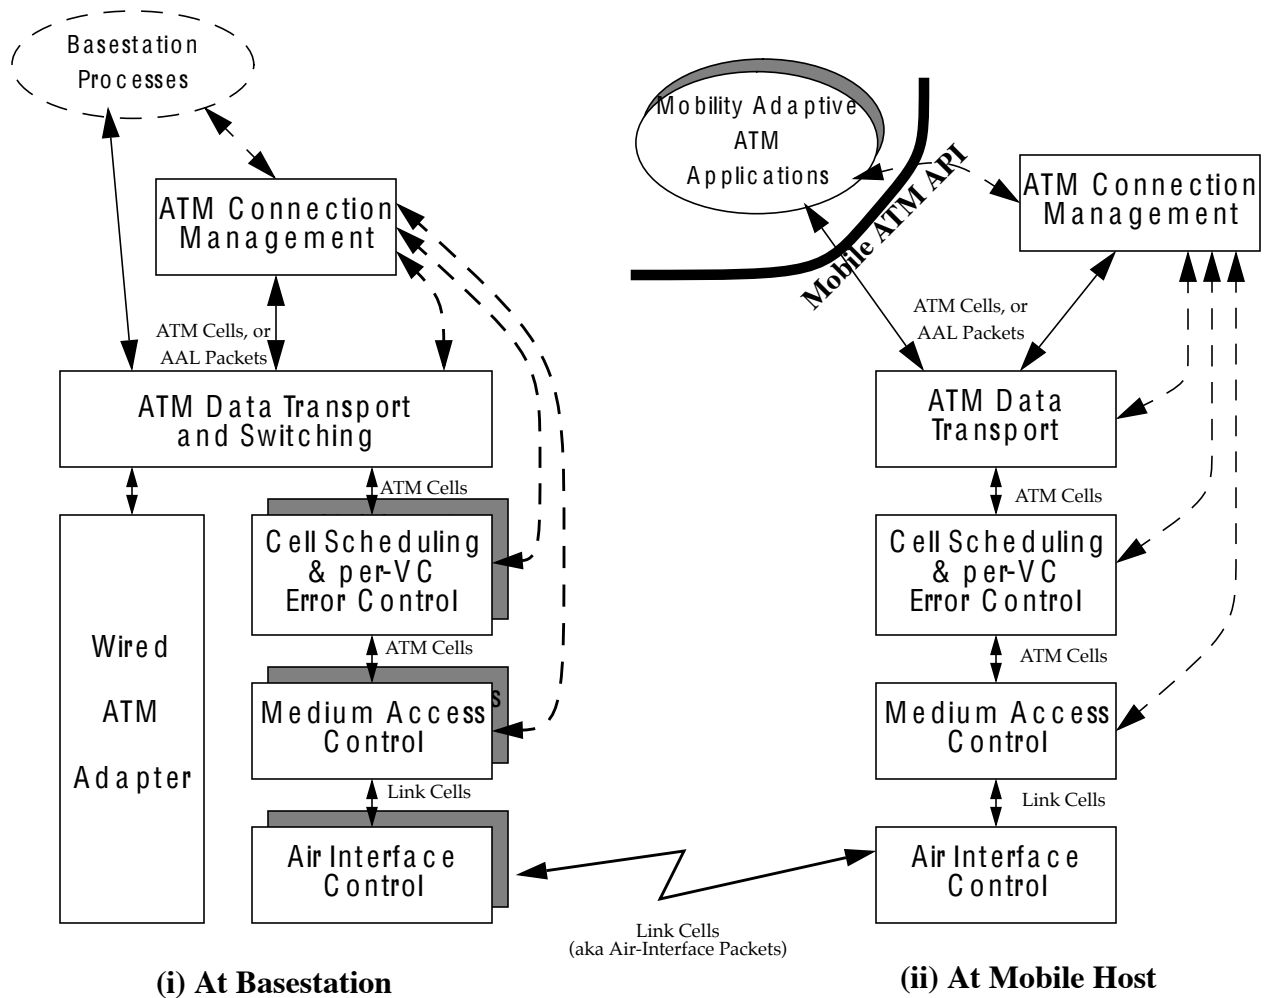 Basestation
Processes
ATM Connection
Management
ATM Cells, or
AAL Packets
ATM Data Transport
and Switching
ATM Cells
Cell Scheduling
& per-VC
Error Control
ATM Cells
Medium Access
Control
s
Link Cells
Air Interface
Control
Wired
ATM
Adapter
(i) At Basestation
Mobility Adaptive
ATM
Applications
Mobile ATM API
ATM Connection
Management
ATM Cells, or
AAL Packets
ATM Data
Transport
ATM Cells
Cell Scheduling
& per-VC
Error Control
ATM Cells
Medium Access
Control
Link Cells
Air Interface
Control
Link Cells
(aka Air-Interface Packets)
(ii) At Mobile Host